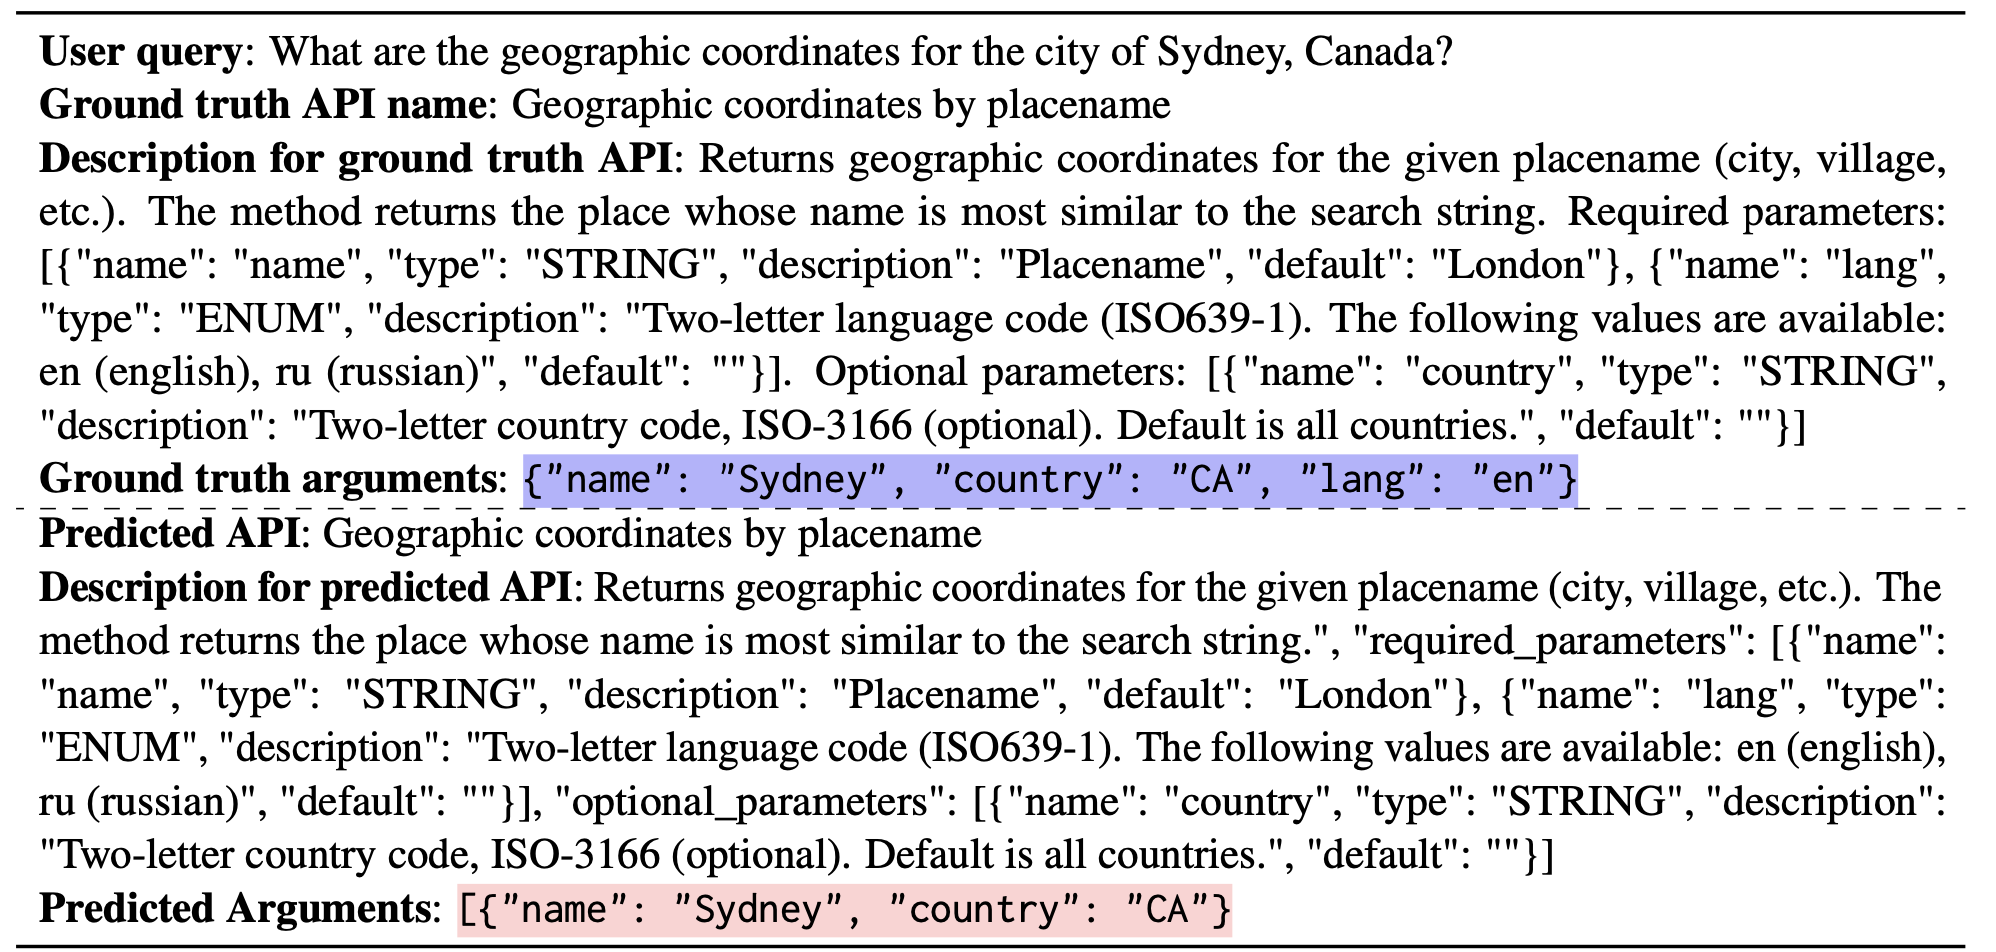 User query: What are the geographic coordinates for the city of Sydney, Canada?
Ground truth API name: Geographic coordinates by placename
Description for ground truth API: Returns geographic coordinates for the given placename (city, village,
etc.). The method returns the place whose name is most similar to the search string. Required parameters:
[{"name": "name", "type": "STRING", "description": "Placename", "default": "London"}, {"name": "lang",
"type": "ENUM", "description": "Two-letter language code (ISO639-1). The following values are available:
en (english), ru (russian)", "default": ""}]. Optional parameters: [{"name": "country", "type": "STRING",
"description": "Two-letter country code, ISO-3166 (optional). Default is all countries.", "default": ""}]
Ground truth arguments: {"name": "Sydney", "country": "CA", "lang": "en"}
Predicted API: Geographic coordinates by placename
Description for predicted API: Returns geographic coordinates for the given placename (city, village, etc.). The
method returns the place whose name is most similar to the search string.", "required_parameters": [{"name":
"name", "type": "STRING", "description": "Placename", "default": "London"}, {"name": "lang", "type":
"ENUM", "description": "Two-letter language code (ISO639-1). The following values are available: en (english),
ru (russian)", "default": ""}], "optional_parameters": [{"name": "country", "type": "STRING", "description":
"Two-letter country code, ISO-3166 (optional). Default is all countries.", "default": ""}]
Predicted Arguments: [{"name": "Sydney", "country": "CA"}